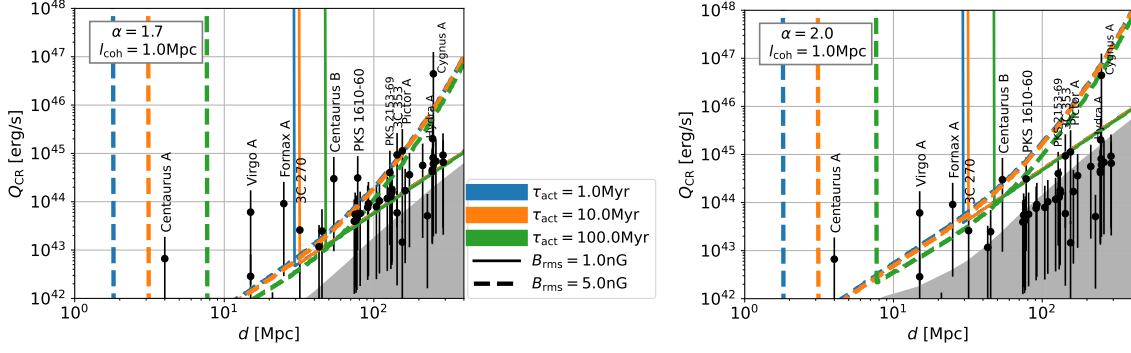 α = 1.7
l_coh = 1.0Mpc
Q_CR [erg/s]
10^48
10^47
10^46
10^45
10^44
10^43
10^42
10^0
10^1
10^2
d [Mpc]
Centaurus A
Virgo A
Fornax A
3C 270
Centaurus B
PKS 1610-60
PKS 2153-69
3C 353
Pictor A
Cygnus A
τ_act = 1.0Myr
τ_act = 10.0Myr
τ_act = 100.0Myr
B_rms = 1.0nG
B_rms = 5.0nG
α = 2.0
l_coh = 1.0Mpc
Q_CR [erg/s]
10^48
10^47
10^46
10^45
10^44
10^43
10^42
10^0
10^1
10^2
d [Mpc]
Centaurus A
Virgo A
Fornax A
3C 270
Centaurus B
PKS 1610-60
PKS 2153-69
3C 353
Pictor A
Hydra A
Cygnus A